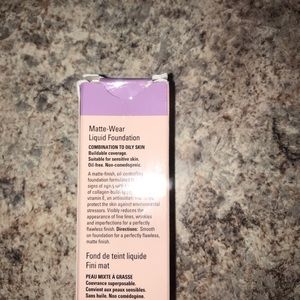 Matte-Wear
Liquid Foundation
COMBINATION TO OILY SKIN
Buildable coverage.
Suitable for sensitive skin.
Oil-free. Non-comedogenic.
A matte-finish, oil-controlling
foundation formulated
signs of aging
of collagen-build
vitamin E, an antioxidant
protect the skin against environmental
stressors. Visibly reduces the
appearance of fine lines, wrinkles
and imperfections for a perfectly
flawless finish. Directions: Smooth
on foundation for a perfectly flawless,
matte finish.
Fond de teint liquide
Fini mat
PEAU MIXTE À GRASSE
Couvrance superposable.
Convient aux peaux sensibles.
Sans huile. Non comédogène.